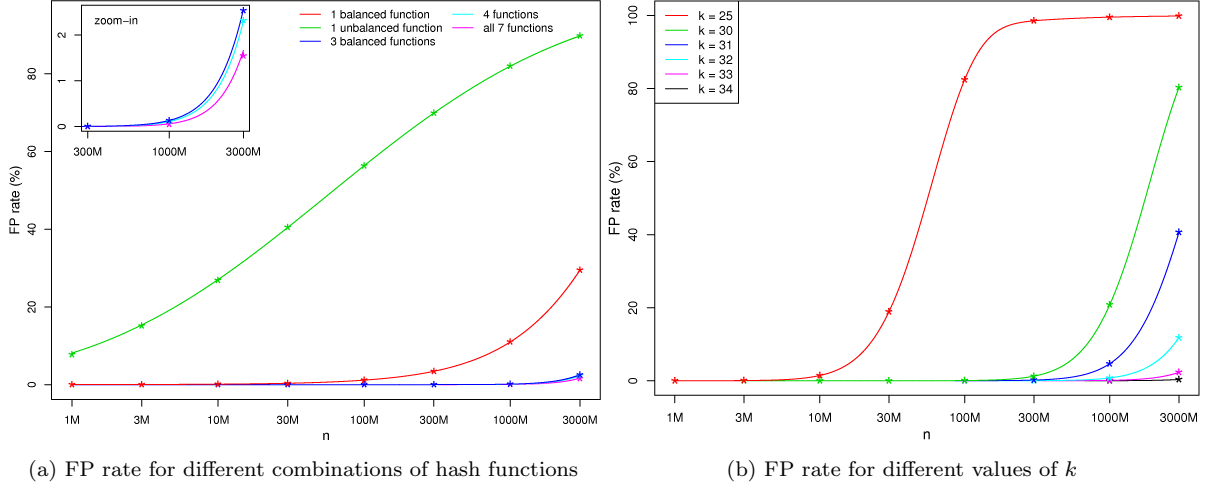 zoom−in
2
1
0
300M 1000M 3000M
1 balanced function
1 unbalanced function
3 balanced functions
4 functions
all 7 functions
FP rate (%)
80
60
40
20
0
1M 3M 10M 30M 100M 300M 1000M 3000M
n
(a) FP rate for different combinations of hash functions
k = 25
k = 30
k = 31
k = 32
k = 33
k = 34
FP rate (%)
100
80
60
40
20
0
1M 3M 10M 30M 100M 300M 1000M 3000M
n
(b) FP rate for different values of k